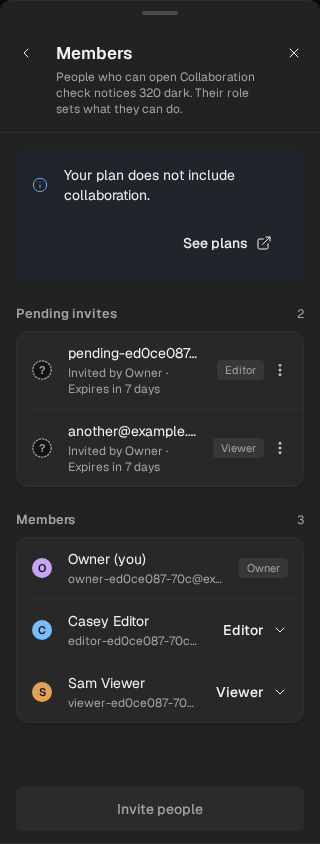 Members
People who can open Collaboration
check notices 320 dark. Their role
sets what they can do.
Your plan does not include
collaboration.
See plans
Pending invites 2
? pending-ed0ce087... Editor
Invited by Owner ·
Expires in 7 days
? another@example.... Viewer
Invited by Owner ·
Expires in 7 days
Members 3
O Owner (you) Owner
owner-ed0ce087-70c@ex...
C Casey Editor Editor
editor-ed0ce087-70c...
S Sam Viewer Viewer
viewer-ed0ce087-70...
Invite people